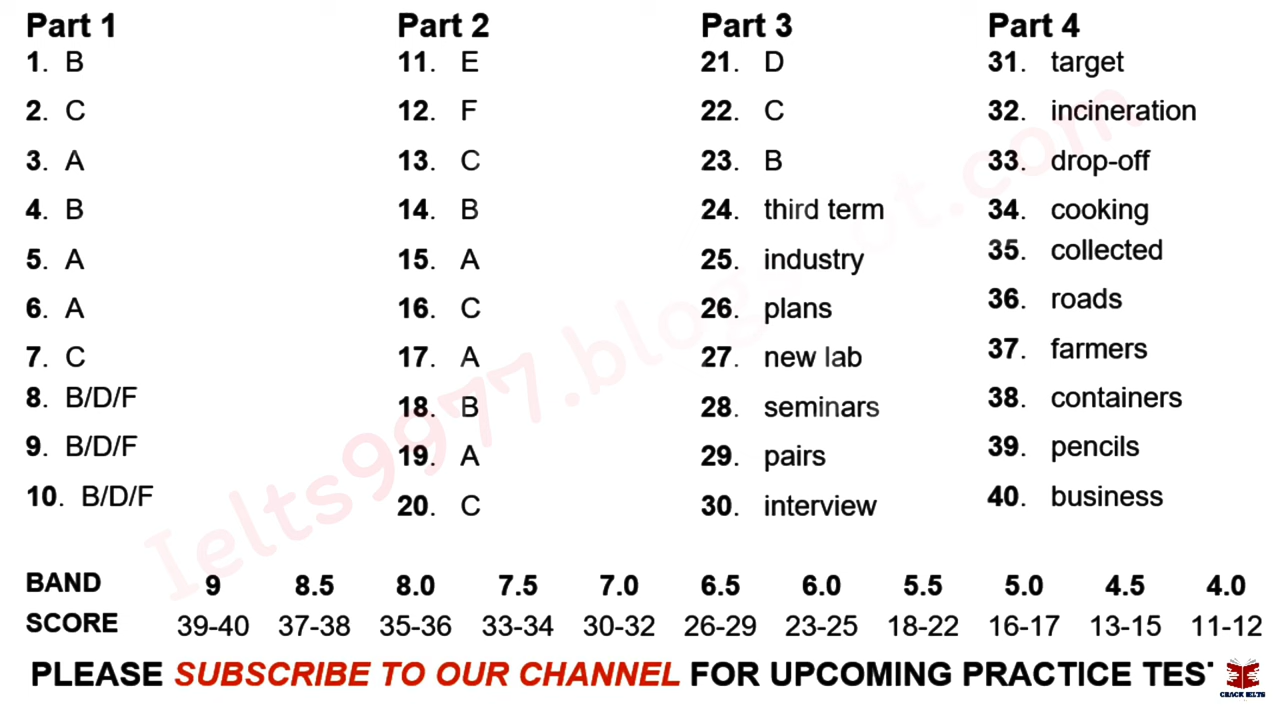 Part 1
1. B
2. C
3. A
4. B
5. A
6. A
7. C
8. B/D/F
9. B/D/F
10. B/D/F
Part 2
11. E
12. F
13. C
14. B
15. A
16. C
17. A
18. B
19. A
20. C
Part 3
21. D
22. C
23. B
24. third term
25. industry
26. plans
27. new lab
28. seminars
29. pairs
30. interview
Part 4
31. target
32. incineration
33. drop-off
34. cooking
35. collected
36. roads
37. farmers
38. containers
39. pencils
40. business
Ielts9977.blogspot.com
BAND 9 8.5 8.0 7.5 7.0 6.5 6.0 5.5 5.0 4.5 4.0
SCORE 39-40 37-38 35-36 33-34 30-32 26-29 23-25 18-22 16-17 13-15 11-12
PLEASE SUBSCRIBE TO OUR CHANNEL FOR UPCOMING PRACTICE TEST
CRACK IELTS